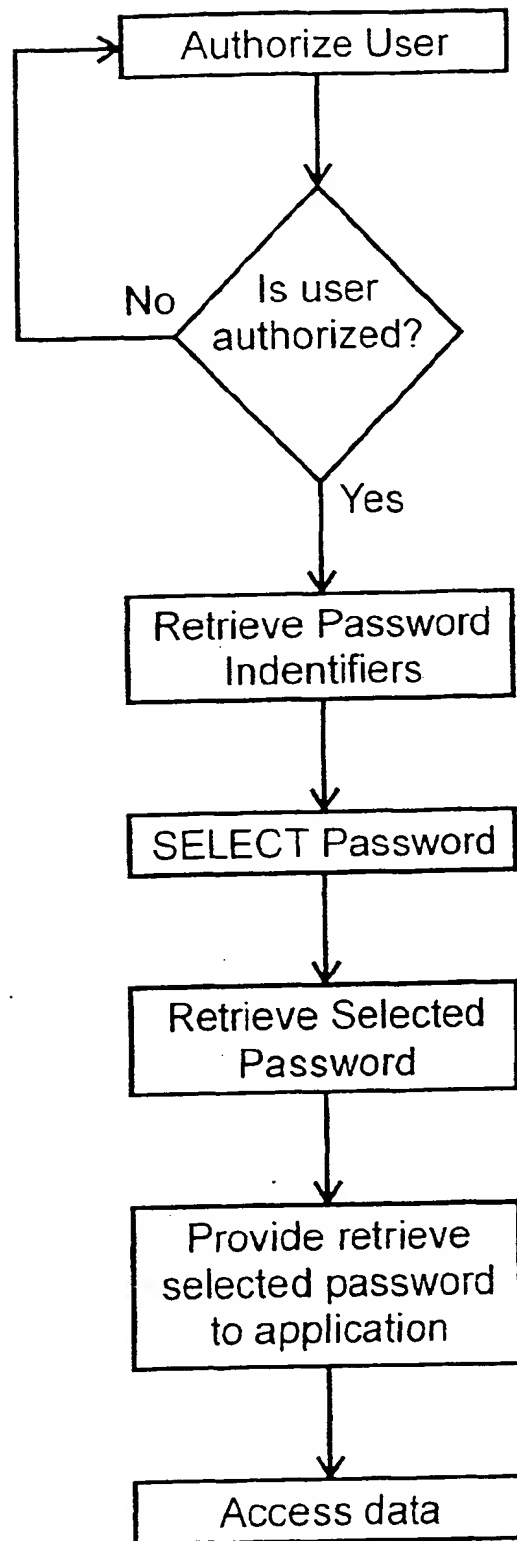 Authorize User
Is user
authorized?
No
Yes
Retrieve Password
Indentifiers
SELECT Password
Retrieve Selected
Password
Provide retrieve
selected password
to application
Access data